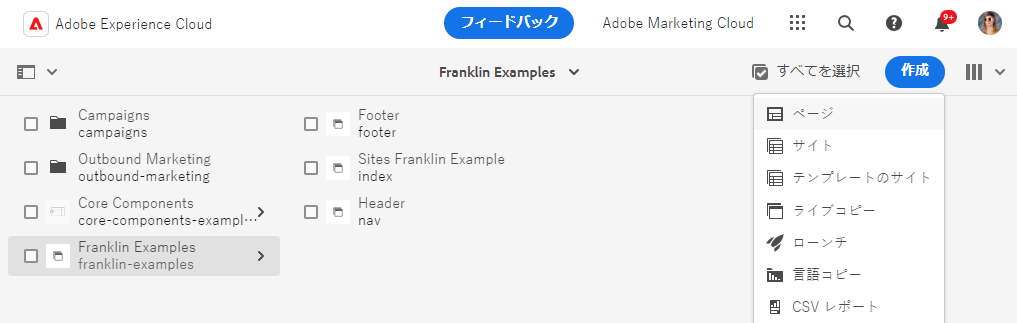 Adobe Experience Cloud
フィードバック
Adobe Marketing Cloud
9+
Franklin Examples
すべてを選択
作成
Campaigns
campaigns
Outbound Marketing
outbound-marketing
Core Components
core-components-exampl…
Franklin Examples
franklin-examples
Footer
footer
Sites Franklin Example
index
Header
nav
ページ
サイト
テンプレートのサイト
ライブコピー
ローンチ
言語コピー
CSV レポート